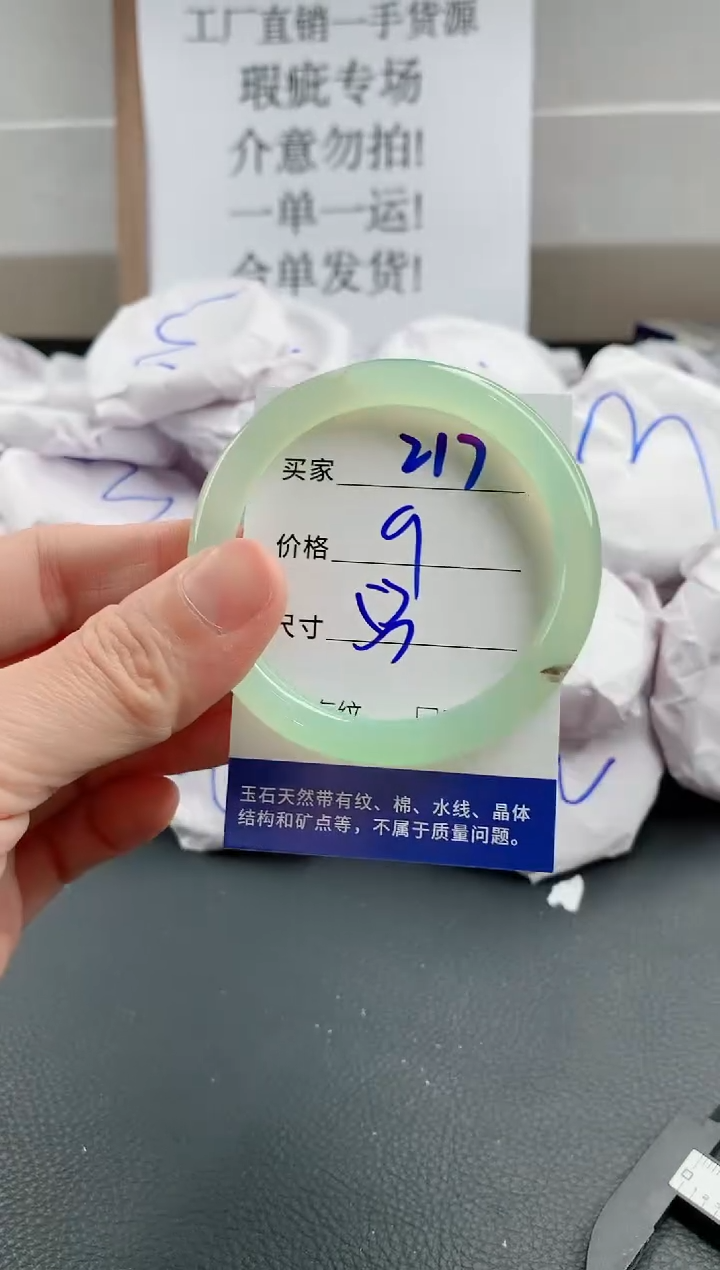 工厂直销一手货源
瑕疵专场
介意勿拍!
一单一运!
合单发货!
买家 217
价格 9
尺寸
纹
玉石天然带有纹、棉、水线、晶体
结构和矿点等，不属于质量问题。